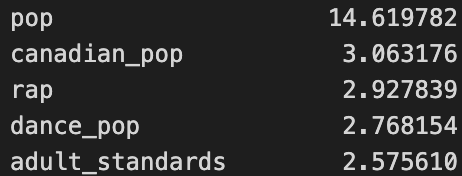 pop 14.619782
canadian_pop 3.063176
rap 2.927839
dance_pop 2.768154
adult_standards 2.575610